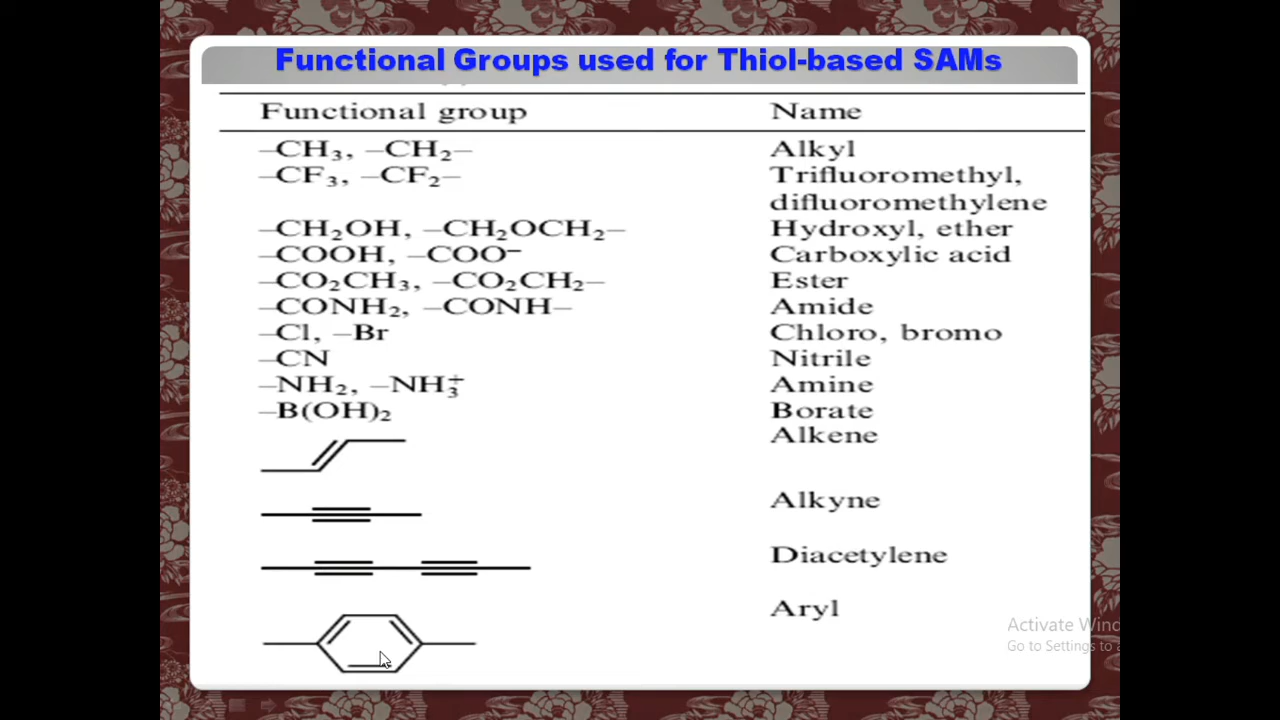 Functional Groups used for Thiol-based SAMs
Functional group Name
–CH₃, –CH₂– Alkyl
–CF₃, –CF₂– Trifluoromethyl,
difluoromethylene
–CH₂OH, –CH₂OCH₂– Hydroxyl, ether
–COOH, –COO⁻ Carboxylic acid
–CO₂CH₃, –CO₂CH₂– Ester
–CONH₂, –CONH– Amide
–Cl, –Br Chloro, bromo
–CN Nitrile
–NH₂, –NH₃⁺ Amine
–B(OH)₂ Borate
Alkene
Alkyne
Diacetylene
Aryl
Activate Wind
Go to Settings to a